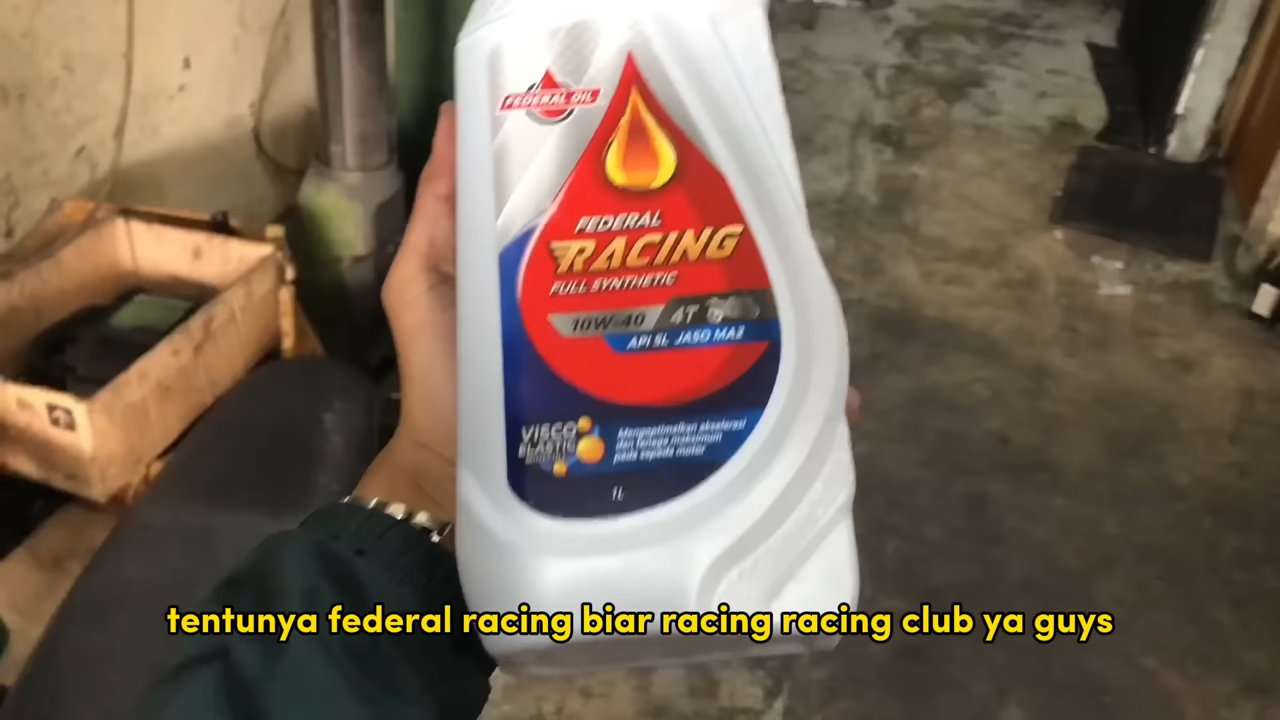 FEDERAL OIL
FEDERAL
RACING
FULL SYNTHETIC
10W-40 4T
API SL JASO MA2
VISCO
ELASTIC
Mengoptimalkan akselerasi
dan tenaga maksimum
pada sepeda motor
1L
tentunya federal racing biar racing racing club ya guys